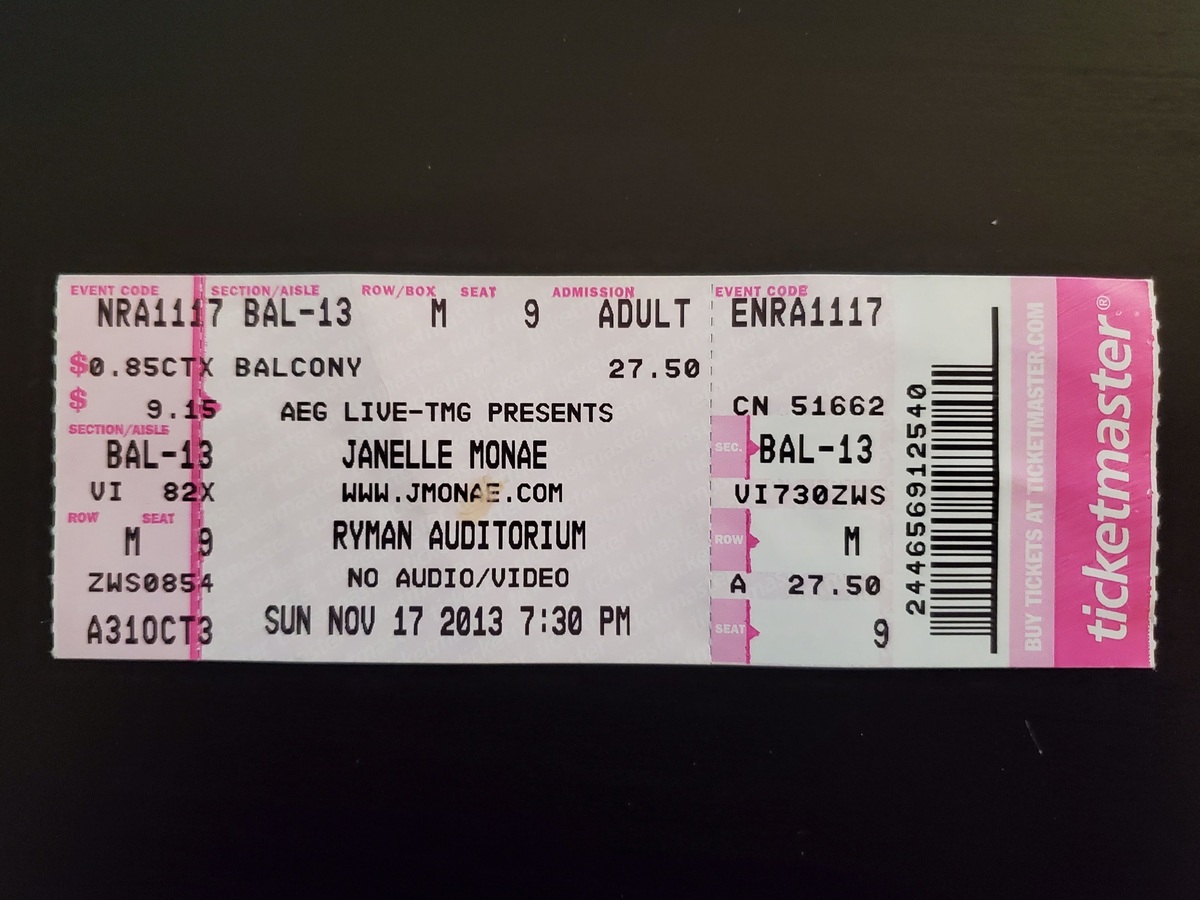 EVENT CODE SECTION/AISLE ROW/BOX SEAT ADMISSION EVENT CODE
NRA1117 BAL-13 M 9 ADULT ENRA1117
$0.85CTX BALCONY 27.50
$ 9.15 AEG LIVE-TMG PRESENTS CN 51662
SECTION/AISLE
BAL-13 JANELLE MONAE SEC. BAL-13
VI 82X WWW.JMONAE.COM VI730ZWS
ROW SEAT
M 9 RYMAN AUDITORIUM ROW M
ZWS0854 NO AUDIO/VIDEO A 27.50
A31OCT3 SUN NOV 17 2013 7:30 PM SEAT 9
244656912540
BUY TICKETS AT TICKETMASTER.COM
ticketmaster®